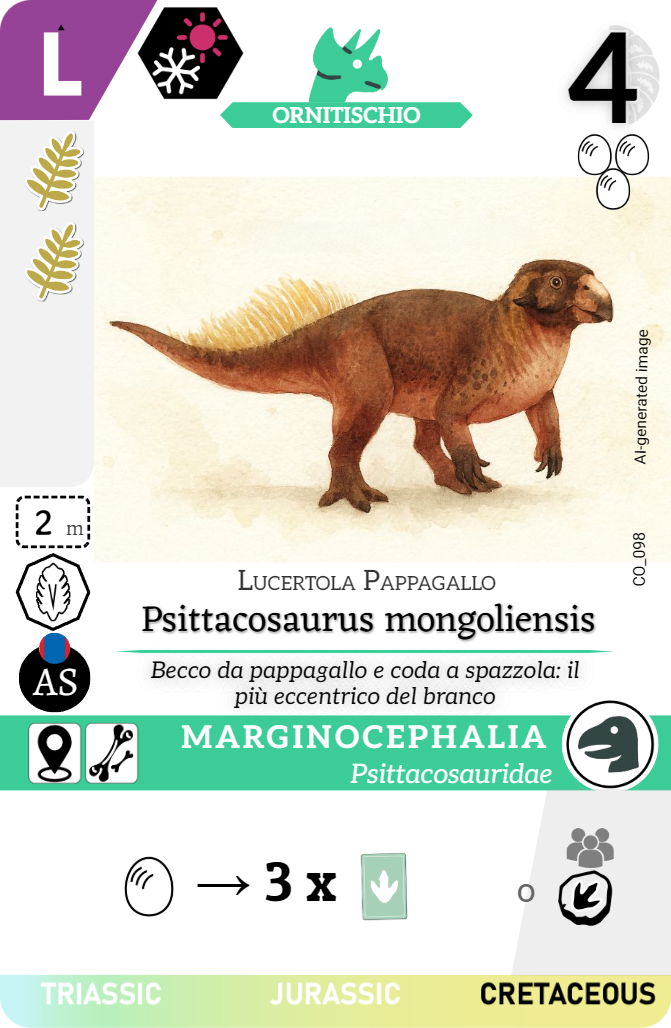 L
ORNITISCHIO
4
AI-generated image
CO_098
2 m
Lucertola Pappagallo
Psittacosaurus mongoliensis
AS
Becco da pappagallo e coda a spazzola: il
più eccentrico del branco
MARGINOCEPHALIA
Psittacosauridae
→ 3 x
o
TRIASSIC JURASSIC CRETACEOUS